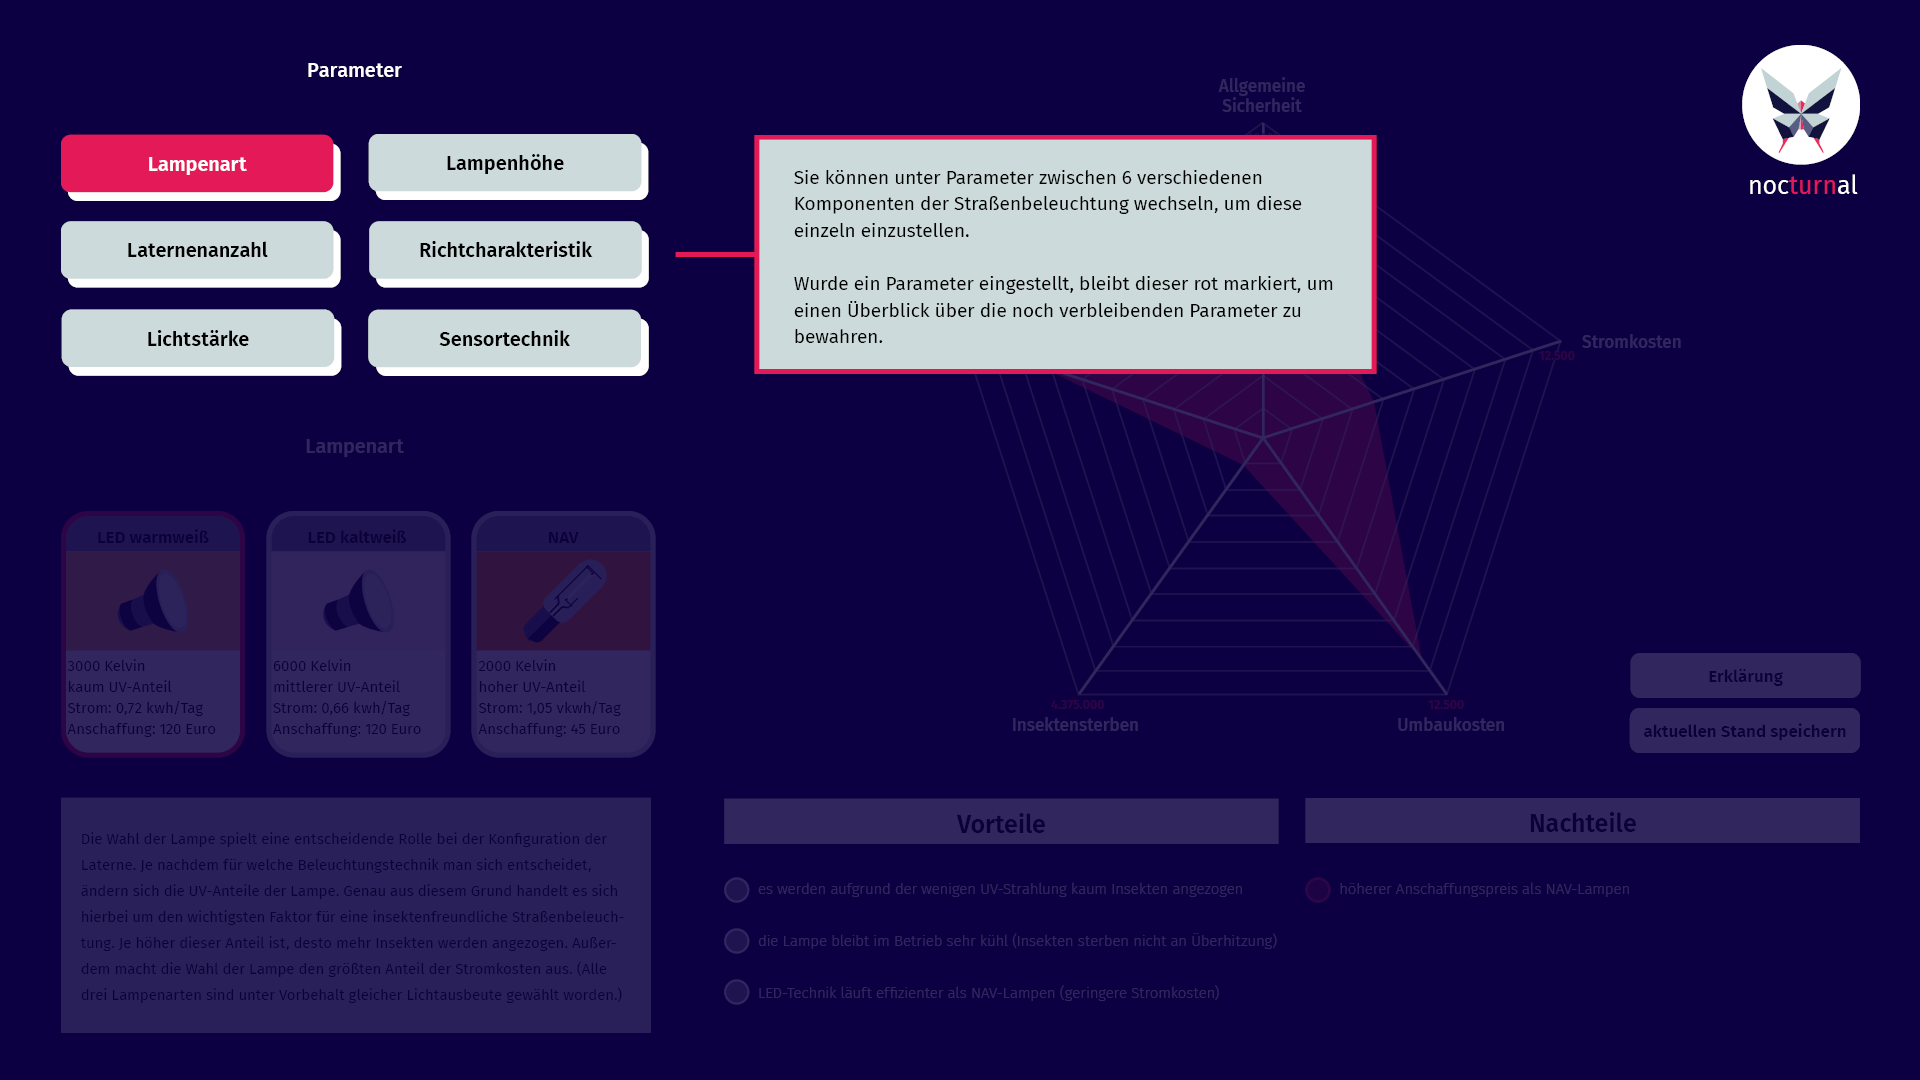 Parameter
Lampenart
Lampenhöhe
Laternenanzahl
Richtcharakteristik
Lichtstärke
Sensortechnik
Sie können unter Parameter zwischen 6 verschiedenen
Komponenten der Straßenbeleuchtung wechseln, um diese
einzeln einzustellen.
Wurde ein Parameter eingestellt, bleibt dieser rot markiert, um
einen Überblick über die noch verbleibenden Parameter zu
bewahren.
nocturnal
Allgemeine
Sicherheit
Stromkosten
12.500
4.375.000
Insektensterben
12.500
Umbaukosten
Lampenart
LED warmweiß
3000 Kelvin
kaum UV-Anteil
Strom: 0,72 kwh/Tag
Anschaffung: 120 Euro
LED kaltweiß
6000 Kelvin
mittlerer UV-Anteil
Strom: 0,66 kwh/Tag
Anschaffung: 120 Euro
NAV
2000 Kelvin
hoher UV-Anteil
Strom: 1,05 vkwh/Tag
Anschaffung: 45 Euro
Erklärung
aktuellen Stand speichern
Die Wahl der Lampe spielt eine entscheidende Rolle bei der Konfiguration der
Laterne. Je nachdem für welche Beleuchtungstechnik man sich entscheidet,
ändern sich die UV-Anteile der Lampe. Genau aus diesem Grund handelt es sich
hierbei um den wichtigsten Faktor für eine insektenfreundliche Straßenbeleuch-
tung. Je höher dieser Anteil ist, desto mehr Insekten werden angezogen. Außer-
dem macht die Wahl der Lampe den größten Anteil der Stromkosten aus. (Alle
drei Lampenarten sind unter Vorbehalt gleicher Lichtausbeute gewählt worden.)
Vorteile
es werden aufgrund der wenigen UV-Strahlung kaum Insekten angezogen
die Lampe bleibt im Betrieb sehr kühl (Insekten sterben nicht an Überhitzung)
LED-Technik läuft effizienter als NAV-Lampen (geringere Stromkosten)
Nachteile
höherer Anschaffungspreis als NAV-Lampen